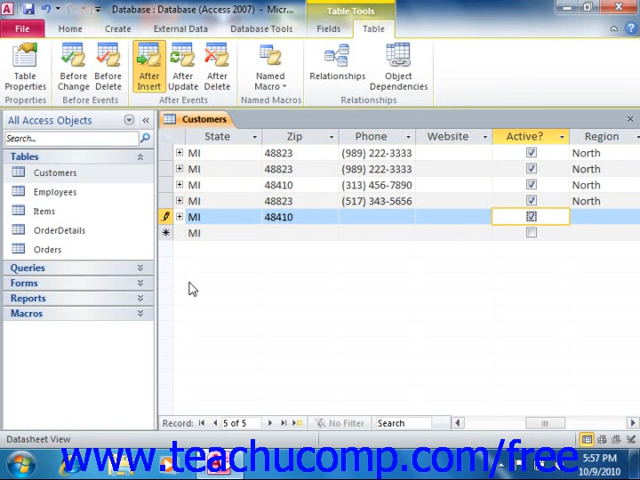 Database : Database (Access 2007) - Micr...
Table Tools
File Home Create External Data Database Tools Fields Table
Table Properties
Before Change
Before Delete
After Insert
After Update
After Delete
Named Macro
Relationships
Object Dependencies
Properties Before Events After Events Named Macros Relationships
All Access Objects
Search...
Tables
Customers
Employees
Items
OrderDetails
Orders
Queries
Forms
Reports
Macros
Customers
State Zip Phone Website Active? Region
MI 48823 (989) 222-3333 North
MI 48823 (989) 222-3333 North
MI 48410 (313) 456-7890 North
MI 48823 (517) 343-5656 North
MI 48410
MI
Record: 5 of 5 No Filter Search
Datasheet View
www.teachucomp.com/free
5:57 PM
10/9/2010